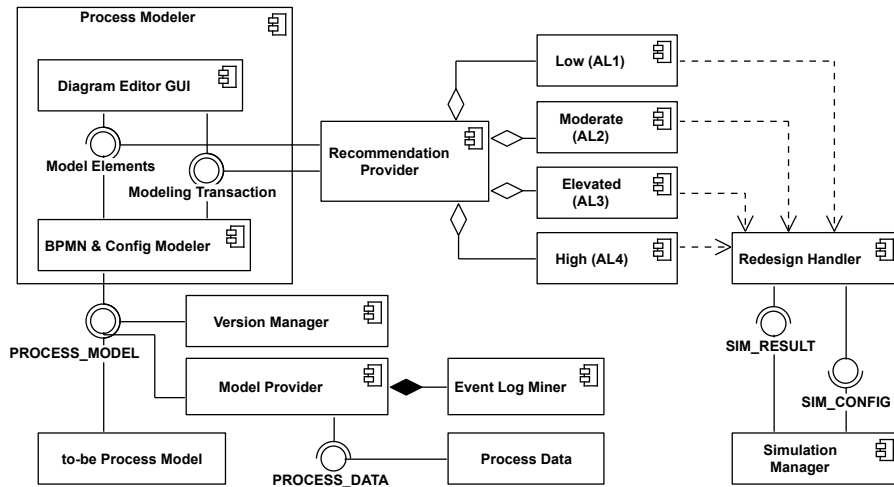 Process Modeler
Diagram Editor GUI
Model Elements
Modeling Transaction
BPMN & Config Modeler
Recommendation
Provider
Low (AL1)
Moderate
(AL2)
Elevated
(AL3)
High (AL4)
Redesign Handler
PROCESS_MODEL
Version Manager
Model Provider
Event Log Miner
SIM_RESULT
SIM_CONFIG
to-be Process Model
PROCESS_DATA
Process Data
Simulation
Manager